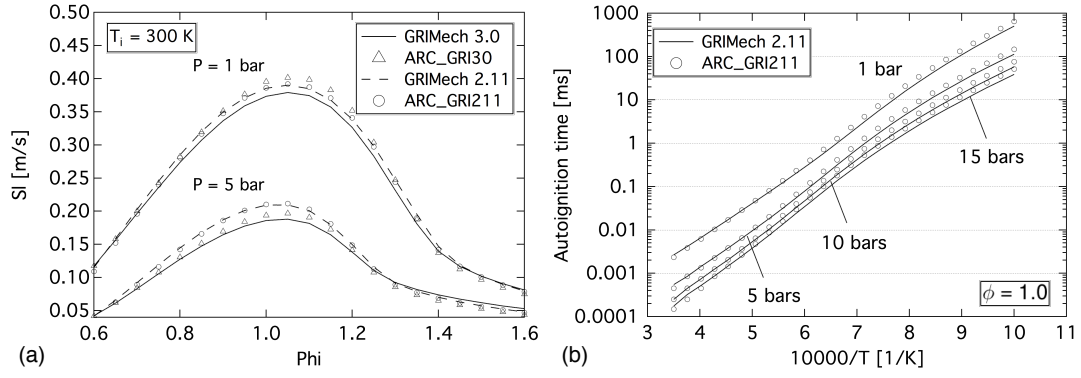 0.50
0.45
0.40
0.35
0.30
0.25
0.20
0.15
0.10
0.05
Sl [m/s]
T_i = 300 K
GRIMech 3.0
ARC_GRI30
GRIMech 2.11
ARC_GRI211
P = 1 bar
P = 5 bar
0.6 0.8 1.0 1.2 1.4 1.6
Phi
(a)
1000
100
10
1
0.1
0.01
0.001
0.0001
Autoignition time [ms]
GRIMech 2.11
ARC_GRI211
1 bar
15 bars
10 bars
5 bars
ϕ = 1.0
3 4 5 6 7 8 9 10 11
10000/T [1/K]
(b)